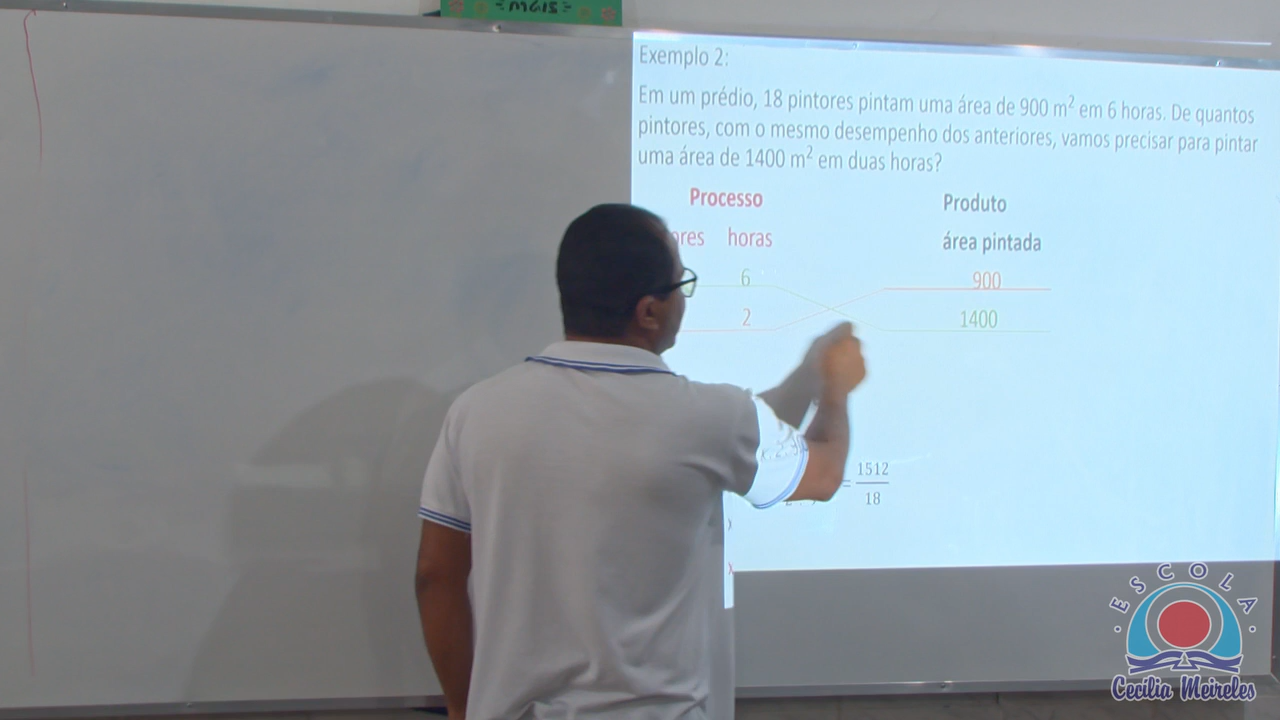 MAIS
Exemplo 2:
Em um prédio, 18 pintores pintam uma área de 900 m² em 6 horas. De quantos
pintores, com o mesmo desempenho dos anteriores, vamos precisar para pintar
uma área de 1400 m² em duas horas?
Processo Produto
ores horas área pintada
6 900
2 1400
= 1512
18
x
ESCOLA
Cecília Meireles